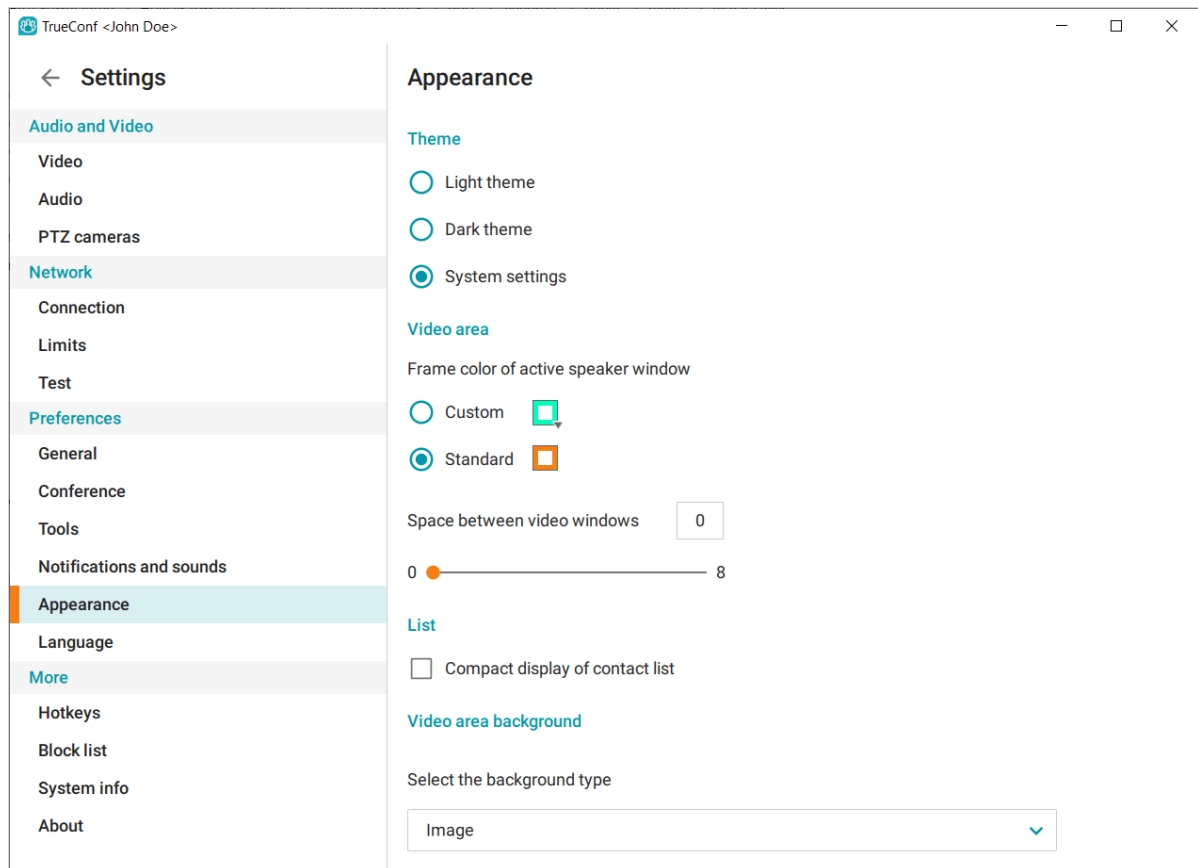 TrueConf <John Doe>
Settings
Audio and Video
Video
Audio
PTZ cameras
Network
Connection
Limits
Test
Preferences
General
Conference
Tools
Notifications and sounds
Appearance
Language
More
Hotkeys
Block list
System info
About
Appearance
Theme
Light theme
Dark theme
System settings
Video area
Frame color of active speaker window
Custom
Standard
Space between video windows 0
0 8
List
Compact display of contact list
Video area background
Select the background type
Image